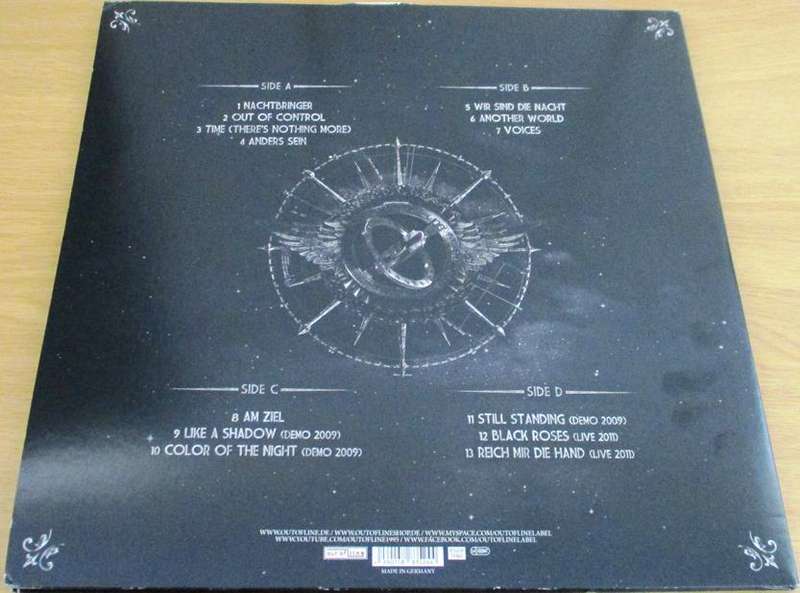 SIDE A
1 NACHTBRINGER
2 OUT OF CONTROL
3 TIME (THERE'S NOTHING MORE)
4 ANDERS SEIN
SIDE B
5 WIR SIND DIE NACHT
6 ANOTHER WORLD
7 VOICES
SIDE C
8 AM ZIEL
9 LIKE A SHADOW (DEMO 2009)
10 COLOR OF THE NIGHT (DEMO 2009)
SIDE D
11 STILL STANDING (DEMO 2009)
12 BLACK ROSES (LIVE 2011)
13 REICH MIR DIE HAND (LIVE 2011)
WWW.OUTOFLINE.DE / WWW.OUTOFLINESHOP.DE / WWW.MYSPACE.COM/OUTOFLINELABEL
WWW.YOUTUBE.COM/OUTOFLINE1995 / WWW.FACEBOOK.COM/OUTOFLINELABEL
out of line
MADE IN GERMANY